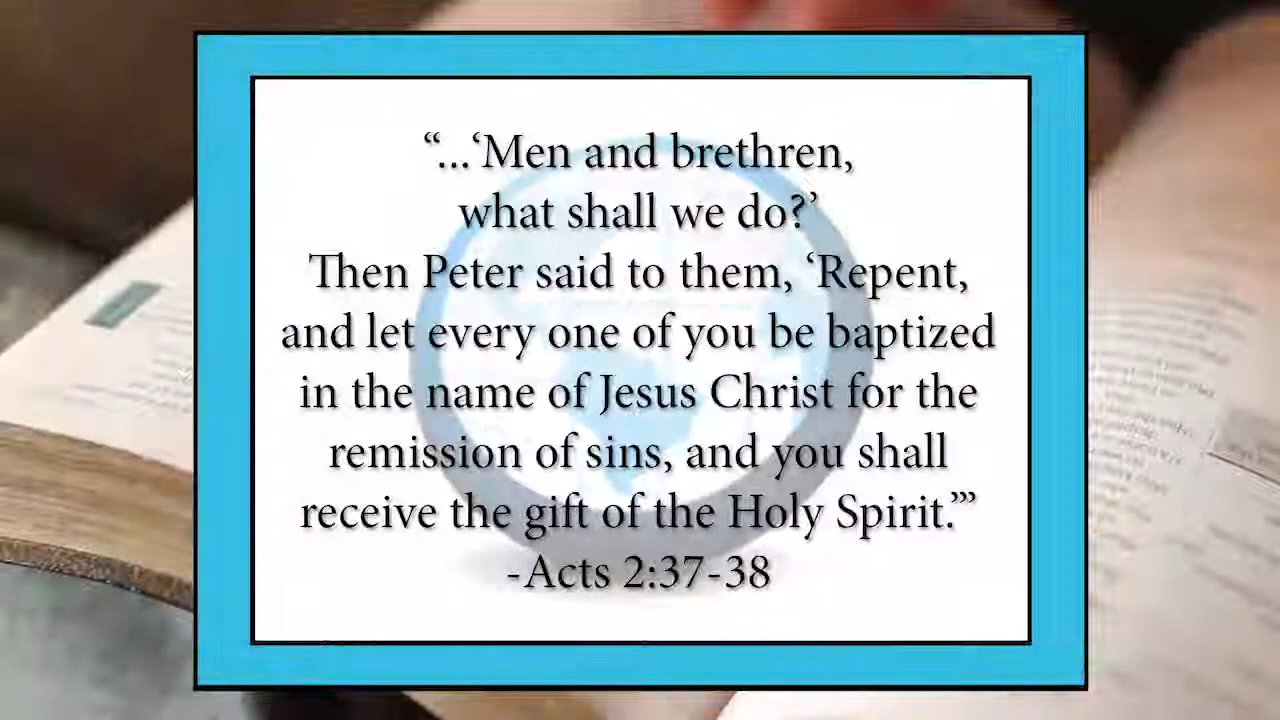 “...‘Men and brethren,
what shall we do?’
Then Peter said to them, ‘Repent,
and let every one of you be baptized
in the name of Jesus Christ for the
remission of sins, and you shall
receive the gift of the Holy Spirit.’”
-Acts 2:37-38